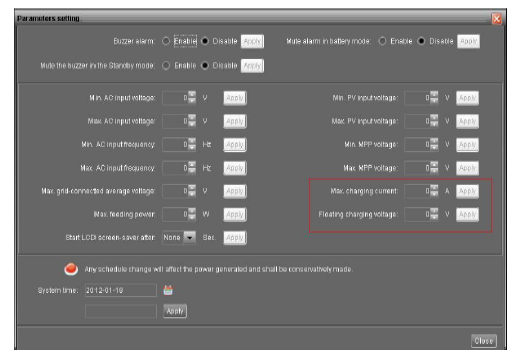 Parameters setting
Buzzer alarm: Enable Disable Apply Mute alarm in battery mode: Enable Disable Apply
Mute the buzzer in the Standby mode: Enable Disable Apply
Min. AC input voltage: 0 V Apply Min. PV input voltage: 0 V Apply
Max. AC input voltage: 0 V Apply Max. PV input voltage: 0 V Apply
Min. AC input frequency: 0 Hz Apply Min. MPP voltage: 0 V Apply
Max. AC input frequency: 0 Hz Apply Max. MPP voltage: 0 V Apply
Max. grid-connected average voltage: 0 V Apply Max. charging current: 0 A Apply
Max. feeding power: 0 W Apply Floating charging voltage: 0 V Apply
Start LCD screen-saver after: None Sec. Apply
Any schedule change will affect the power generated and shall be conservatively made.
System time: 2012-01-18
Apply
Close